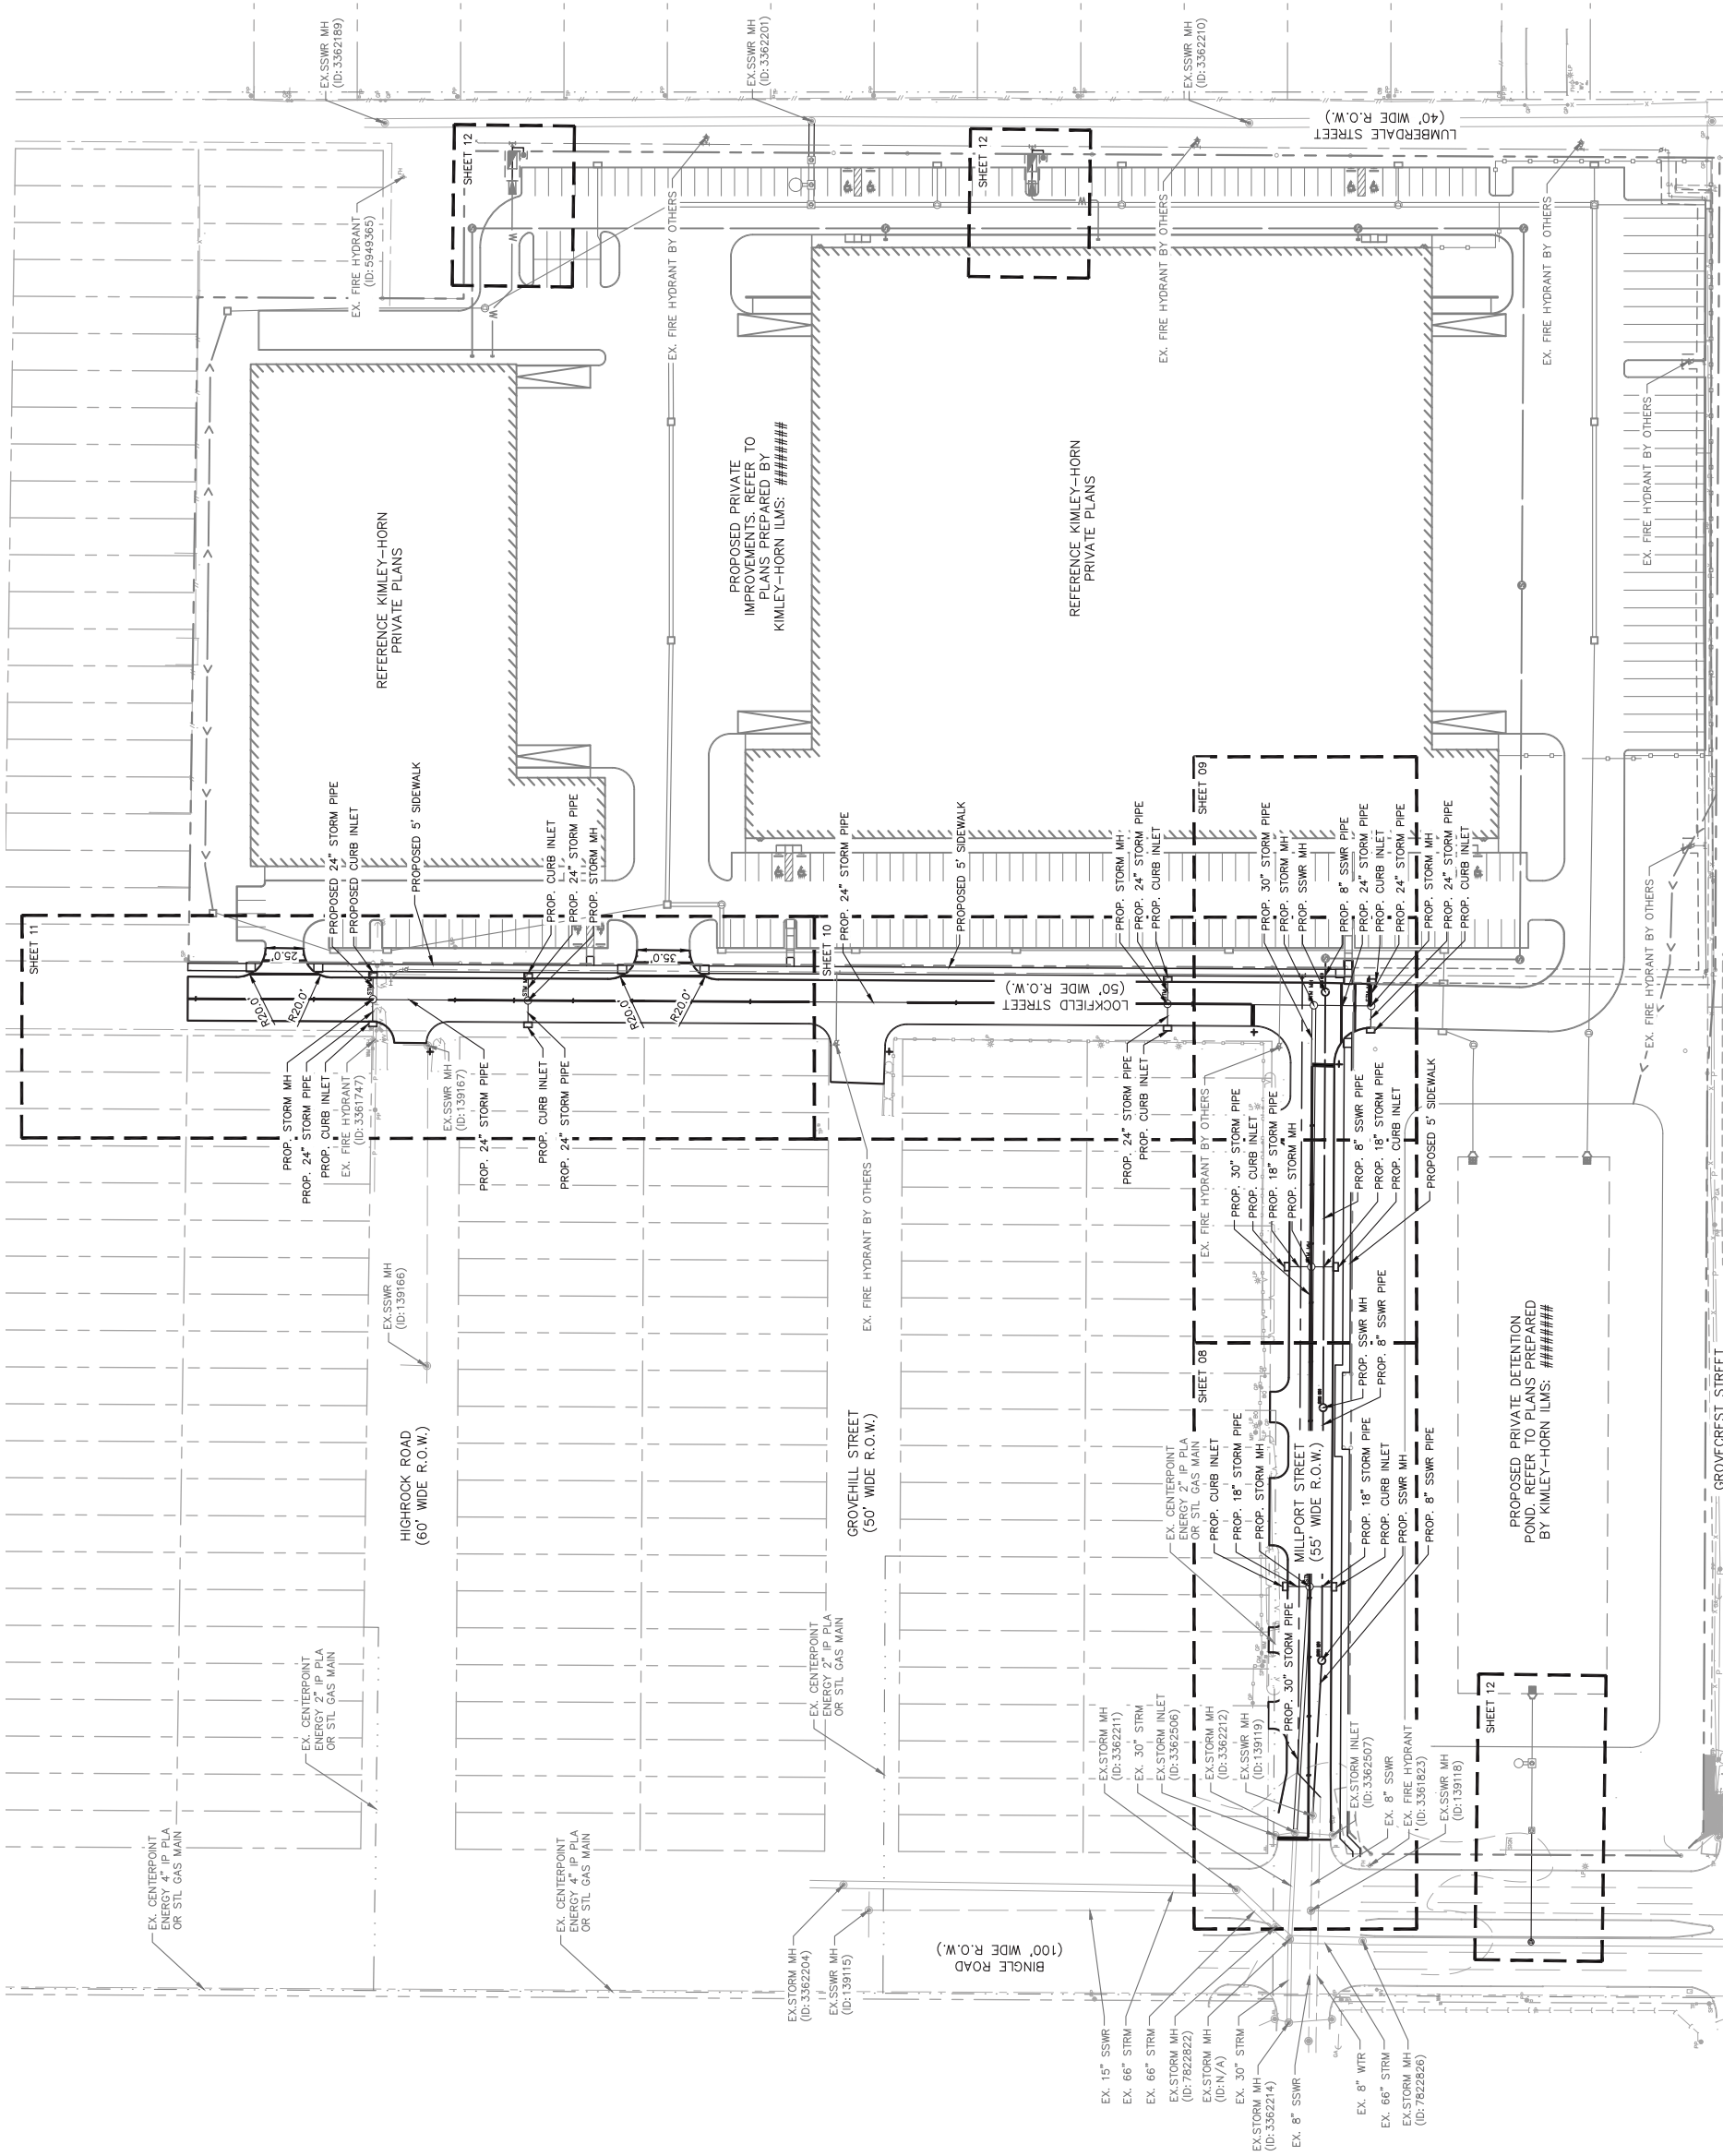 EX.SSWR MH
(ID:3362189)
EX.SSWR MH
(ID:3362201)
EX.SSWR MH
(ID:3362210)
LUMBERDALE STREET
(40' WIDE R.O.W.)
SHEET 12
SHEET 12
EX. FIRE HYDRANT
(ID:5949365)
EX. FIRE HYDRANT BY OTHERS
EX. FIRE HYDRANT BY OTHERS
EX. FIRE HYDRANT BY OTHERS
EX. FIRE HYDRANT BY OTHERS
W
W
W
REFERENCE KIMLEY-HORN
PRIVATE PLANS
PROPOSED PRIVATE
IMPROVEMENTS. REFER TO
PLANS PREPARED BY
KIMLEY-HORN ILMS: ########
REFERENCE KIMLEY-HORN
PRIVATE PLANS
SHEET 11
PROPOSED 24" STORM PIPE
PROPOSED CURB INLET
PROPOSED 5' SIDEWALK
PROP. CURB INLET
PROP. 24" STORM PIPE
PROP. STORM MH
SHEET 10
PROP. 24" STORM PIPE
PROPOSED 5' SIDEWALK
PROP. STORM MH
PROP. 24" STORM PIPE
PROP. CURB INLET
SHEET 09
PROP. 30" STORM PIPE
PROP. STORM MH
PROP. SSWR MH
PROP. 8" SSWR PIPE
PROP. 24" STORM PIPE
PROP. CURB INLET
PROP. 24" STORM PIPE
PROP. STORM MH
PROP. 24" STORM PIPE
PROP. CURB INLET
EX. FIRE HYDRANT BY OTHERS
25.0'
35.0'
R20.0'
R20.0'
R20.0'
R20.0'
LOCKFIELD STREET
(50' WIDE R.O.W.)
PROP. STORM MH
PROP. 24" STORM PIPE
PROP. CURB INLET
EX. FIRE HYDRANT
(ID:3361747)
EX.SSWR MH
(ID:139167)
PROP. 24" STORM PIPE
PROP. CURB INLET
PROP. 24" STORM PIPE
EX. FIRE HYDRANT BY OTHERS
PROP. 24" STORM PIPE
PROP. CURB INLET
EX. FIRE HYDRANT BY OTHERS
PROP. 30" STORM PIPE
PROP. CURB INLET
PROP. 18" STORM PIPE
PROP. STORM MH
PROP. 8" SSWR PIPE
PROP. 18" STORM PIPE
PROP. CURB INLET
PROPOSED 5' SIDEWALK
EX.SSWR MH
(ID:139166)
HIGHROCK ROAD
(60' WIDE R.O.W.)
GROVEHILL STREET
(50' WIDE R.O.W.)
SHEET 08
PROP. SSWR MH
PROP. 8" SSWR PIPE
EX. CENTERPOINT
ENERGY 2" IP PLA
OR STL GAS MAIN
PROP. CURB INLET
PROP. 18" STORM PIPE
PROP. STORM MH
MILLPORT STREET
(55' WIDE R.O.W.)
PROP. 18" STORM PIPE
PROP. CURB INLET
PROP. SSWR MH
PROP. 8" SSWR PIPE
PROPOSED PRIVATE DETENTION
POND. REFER TO PLANS PREPARED
BY KIMLEY-HORN ILMS: ########
GROVECREST STREET
EX. CENTERPOINT
ENERGY 2" IP PLA
OR STL GAS MAIN
EX. CENTERPOINT
ENERGY 2" IP PLA
OR STL GAS MAIN
PROP. 30" STORM PIPE
SHEET 12
EX. CENTERPOINT
ENERGY 4" IP PLA
OR STL GAS MAIN
EX. CENTERPOINT
ENERGY 4" IP PLA
OR STL GAS MAIN
EX.STORM MH
(ID:3362211)
EX. 30" STRM
EX.STORM INLET
(ID:3362506)
EX.STORM MH
(ID:3362212)
EX.SSWR MH
(ID:139119)
EX.STORM INLET
(ID:3362507)
EX. 8" SSWR
EX. FIRE HYDRANT
(ID:3361823)
EX.SSWR MH
(ID:139118)
EX.STORM MH
(ID:3362204)
EX.SSWR MH
(ID:139115)
BINGLE ROAD
(100' WIDE R.O.W.)
EX. 15" SSWR
EX. 66" STRM
EX. 66" STRM
EX.STORM MH
(ID:7822822)
EX.STORM MH
(ID:N/A)
EX. 30" STRM
EX.STORM MH
(ID:3362214)
EX. 8" SSWR
EX. 8" WTR
EX. 66" STRM
EX.STORM MH
(ID:7822826)